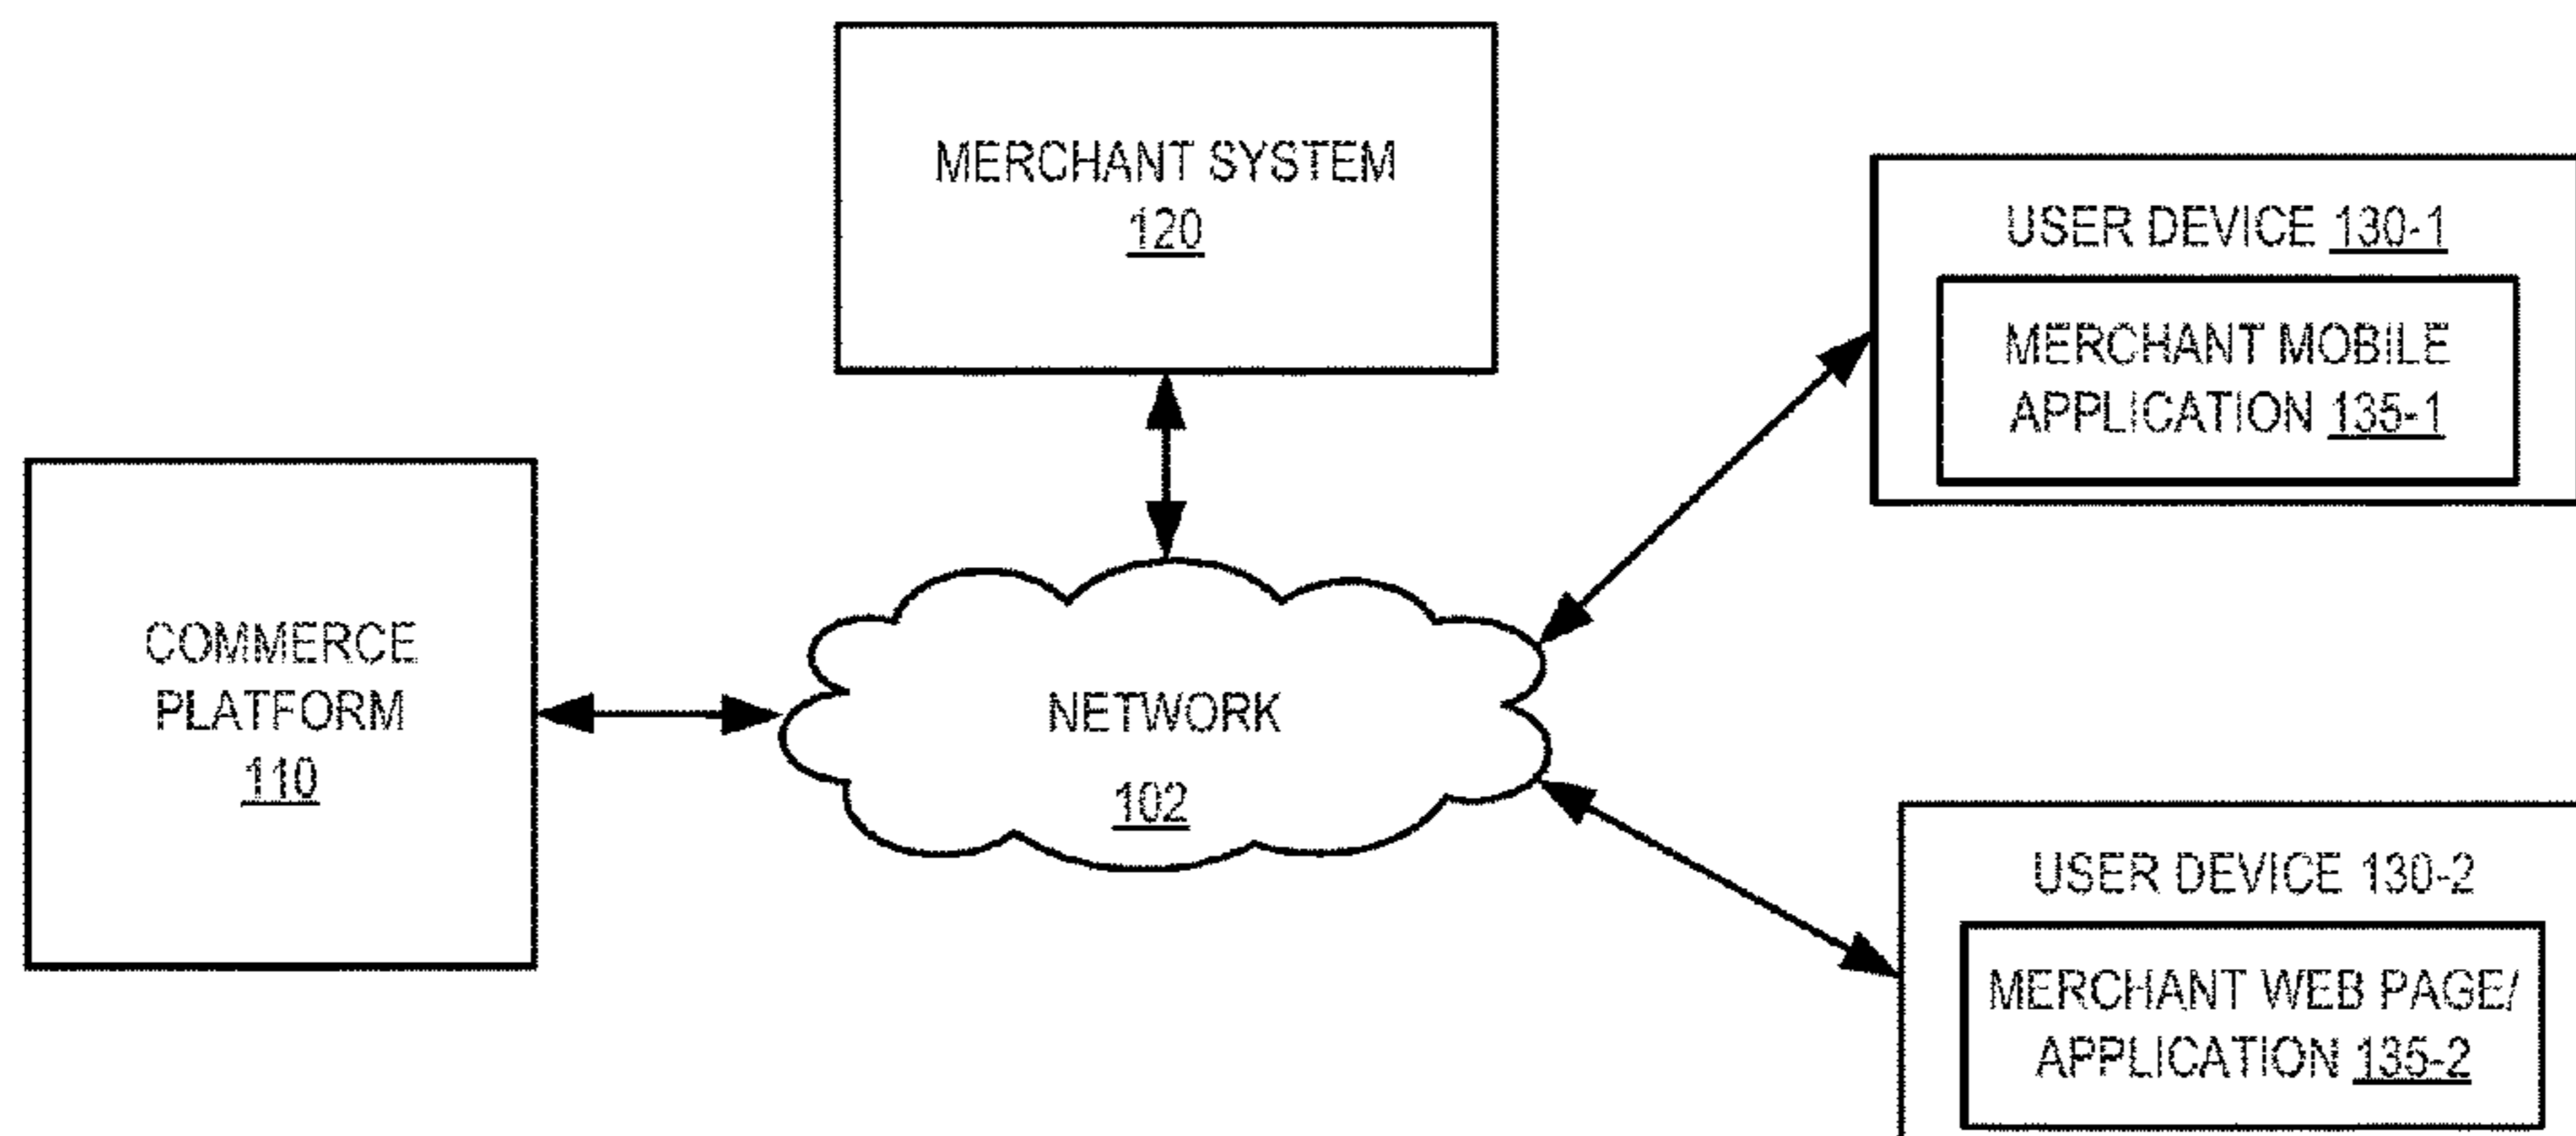 MERCHANT SYSTEM
120
USER DEVICE 130-1
MERCHANT MOBILE
APPLICATION 135-1
COMMERCE
PLATFORM
110
NETWORK
102
USER DEVICE 130-2
MERCHANT WEB PAGE/
APPLICATION 135-2